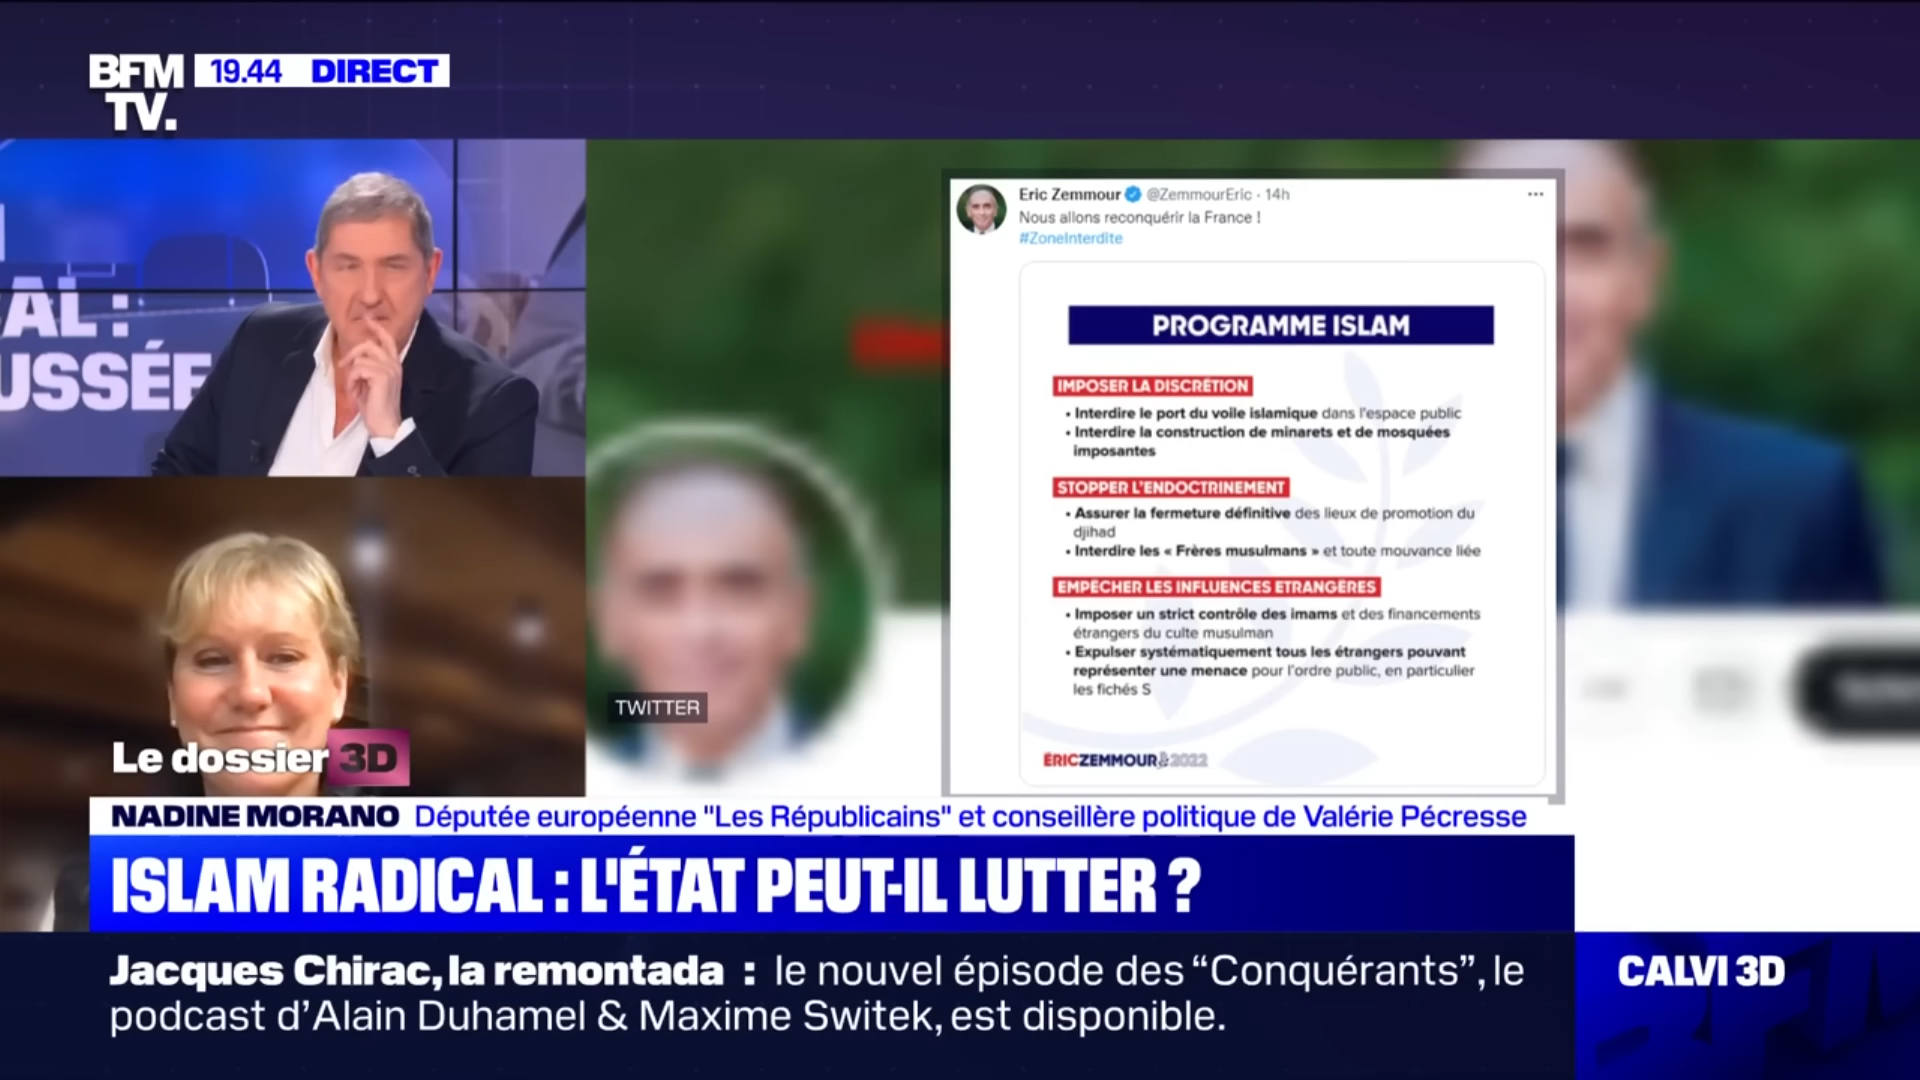 BFM
TV.
19.44 DIRECT
AL :
USSÉE
Eric Zemmour @ZemmourEric · 14h
Nous allons reconquérir la France !
#ZoneInterdite
PROGRAMME ISLAM
IMPOSER LA DISCRÉTION
• Interdire le port du voile islamique dans l'espace public
• Interdire la construction de minarets et de mosquées
imposantes
STOPPER L'ENDOCTRINEMENT
• Assurer la fermeture définitive des lieux de promotion du
djihad
• Interdire les « Frères musulmans » et toute mouvance liée
EMPÊCHER LES INFLUENCES ETRANGÈRES
• Imposer un strict contrôle des imams et des financements
étrangers du culte musulman
• Expulser systématiquement tous les étrangers pouvant
représenter une menace pour l'ordre public, en particulier
les fichés S
ÉRICZEMMOUR 2022
TWITTER
Le dossier 3D
NADINE MORANO Députée européenne "Les Républicains" et conseillère politique de Valérie Pécresse
ISLAM RADICAL : L'ÉTAT PEUT-IL LUTTER ?
Jacques Chirac, la remontada : le nouvel épisode des “Conquérants”, le
podcast d’Alain Duhamel & Maxime Switek, est disponible.
CALVI 3D